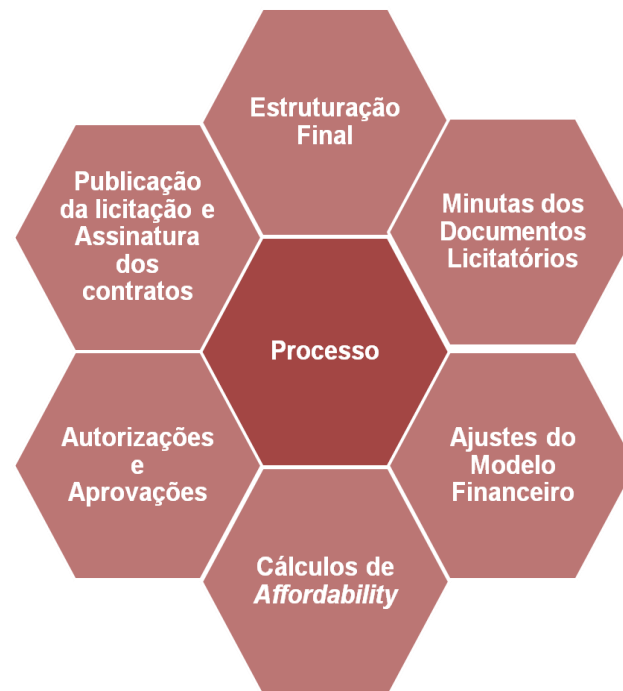 Estruturação
Final
Minutas dos
Documentos
Licitatórios
Ajustes do
Modelo
Financeiro
Cálculos de
Affordability
Autorizações
e
Aprovações
Publicação
da licitação e
Assinatura
dos
contratos
Processo